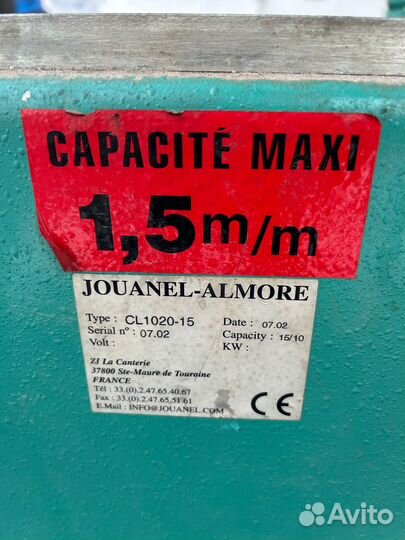 CAPACITÉ MAXI
1,5m/m
JOUANEL-ALMORE
Type : CL1020-15 Date : 07.02
Serial nº : 07.02 Capacity : 15/10
Volt : KW :
ZI La Canterie
37800 Ste-Maure de Touraine
FRANCE
Tél : 33.(0).2.47.65.40.67
Fax : 33.(0).2.47.65.51.61
E.Mail : INFO@JOUANEL.COM
CE
Avito